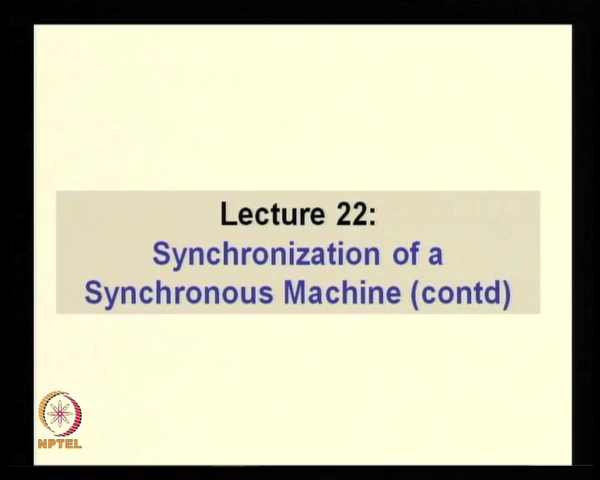 Lecture 22:
Synchronization of a
Synchronous Machine (contd)
NPTEL